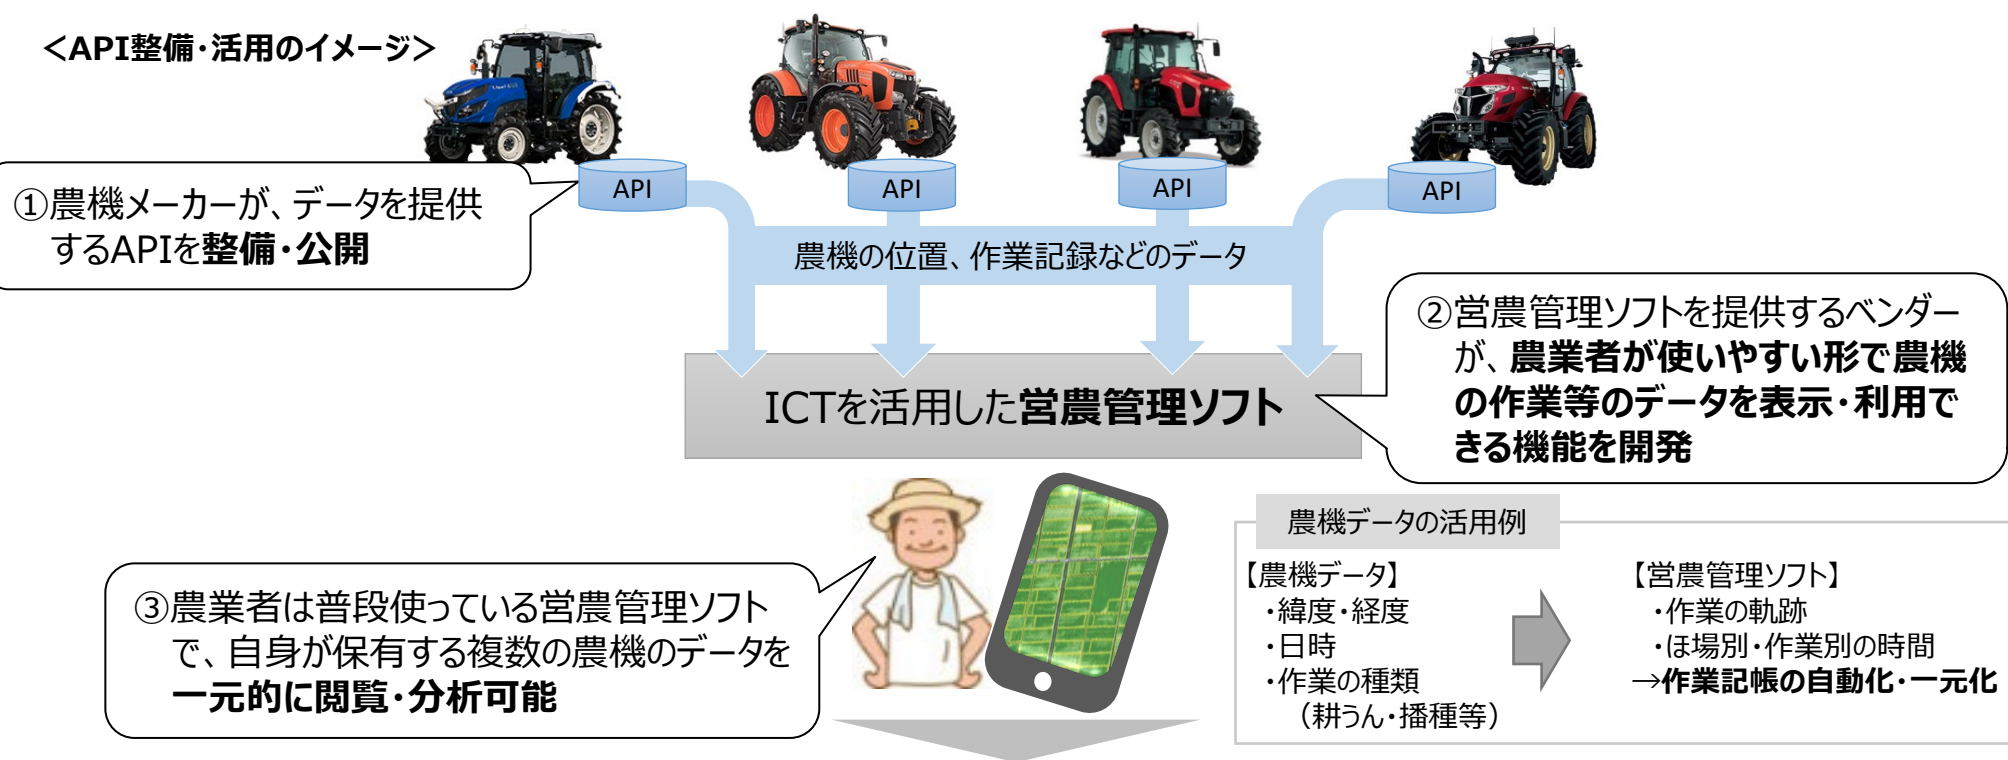 ＜API整備・活用のイメージ＞
API
API
API
API
①農機メーカーが、データを提供
するAPIを整備・公開
農機の位置、作業記録などのデータ
②営農管理ソフトを提供するベンダー
が、農業者が使いやすい形で農機
の作業等のデータを表示・利用で
きる機能を開発
ICTを活用した営農管理ソフト
③農業者は普段使っている営農管理ソフト
で、自身が保有する複数の農機のデータを
一元的に閲覧・分析可能
農機データの活用例
【農機データ】
・緯度・経度
・日時
・作業の種類
（耕うん・播種等）
【営農管理ソフト】
・作業の軌跡
・ほ場別・作業別の時間
→作業記帳の自動化・一元化